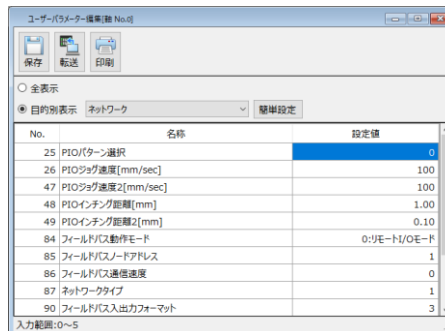 ユーザーパラメーター編集[軸 No.0]
保存 転送 印刷
全表示
目的別表示 ネットワーク 簡単設定
No. 名称 設定値
25 PIOパターン選択 0
26 PIOジョグ速度[mm/sec] 100
47 PIOジョグ速度2[mm/sec] 100
48 PIOインチング距離[mm] 1.00
49 PIOインチング距離2[mm] 0.10
84 フィールドバス動作モード 0:リモートI/Oモード
85 フィールドバスノードアドレス 1
86 フィールドバス通信速度 0
87 ネットワークタイプ 1
90 フィールドバス入出力フォーマット 3
入力範囲:0～5